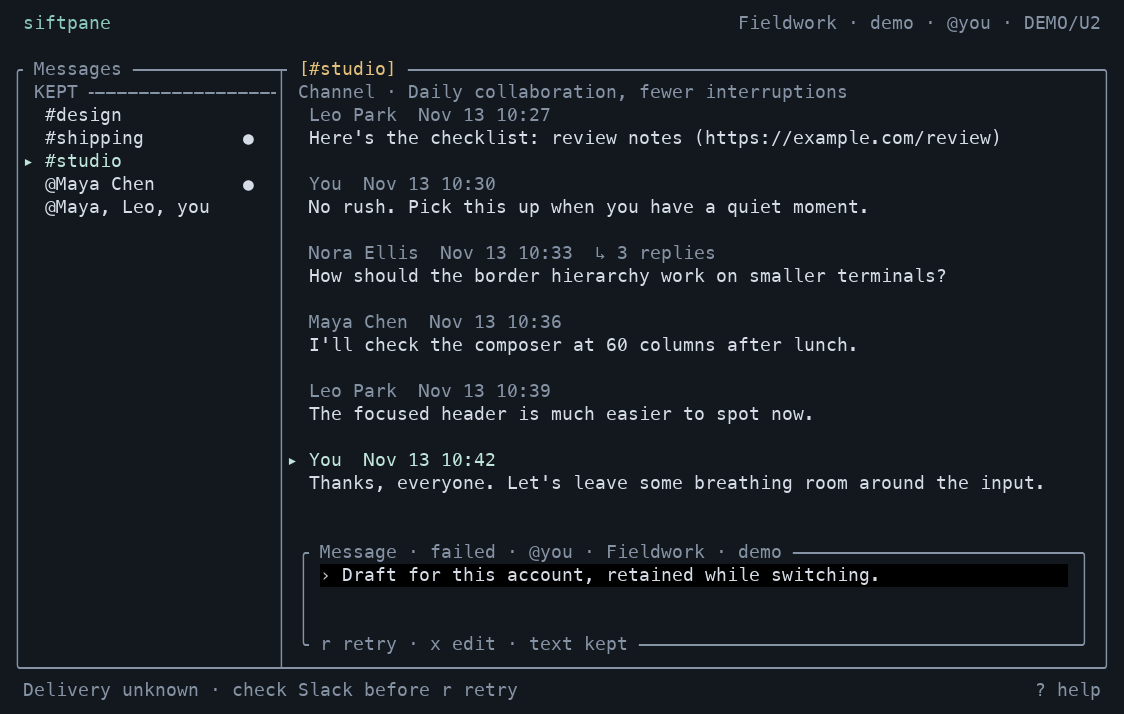 siftpane
Fieldwork · demo · @you · DEMO/U2
Messages
KEPT
#design
#shipping ●
▸ #studio
@Maya Chen ●
@Maya, Leo, you
[#studio]
Channel · Daily collaboration, fewer interruptions
Leo Park Nov 13 10:27
Here's the checklist: review notes (https://example.com/review)
You Nov 13 10:30
No rush. Pick this up when you have a quiet moment.
Nora Ellis Nov 13 10:33 ↳ 3 replies
How should the border hierarchy work on smaller terminals?
Maya Chen Nov 13 10:36
I'll check the composer at 60 columns after lunch.
Leo Park Nov 13 10:39
The focused header is much easier to spot now.
▸ You Nov 13 10:42
Thanks, everyone. Let's leave some breathing room around the input.
Message · failed · @you · Fieldwork · demo
› Draft for this account, retained while switching.
r retry · x edit · text kept
Delivery unknown · check Slack before r retry
? help